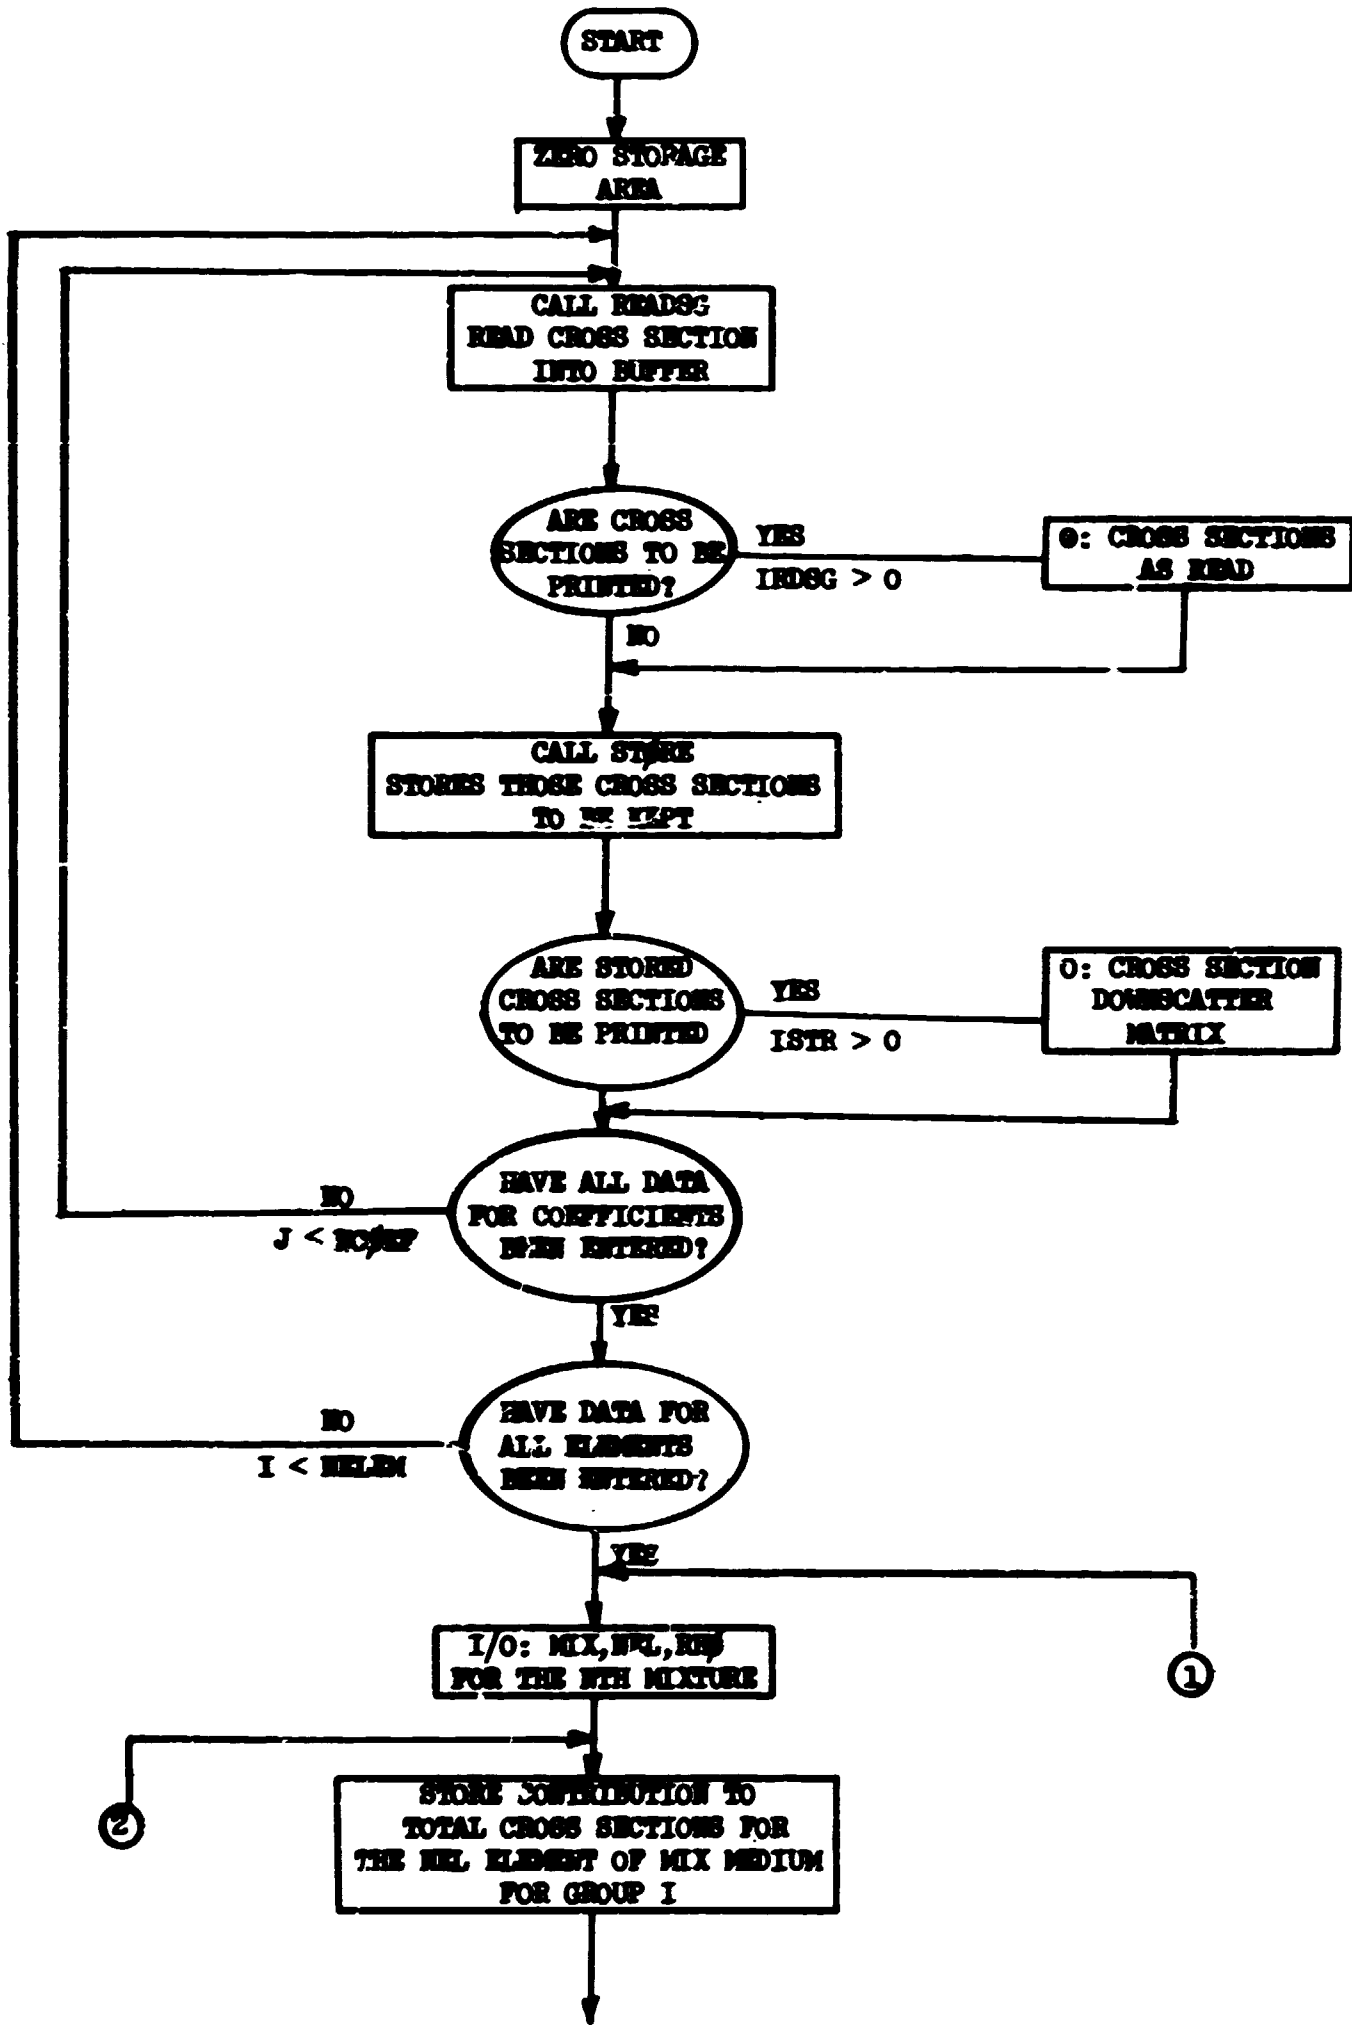 START
ZERO STORAGE
AREA
CALL READSG
READ CROSS SECTION
INTO BUFFER
ARE CROSS
SECTIONS TO BE
PRINTED?
YES
IRDSG > 0
O: CROSS SECTIONS
AS READ
NO
CALL STØRE
STORES THOSE CROSS SECTIONS
TO BE KEPT
ARE STORED
CROSS SECTIONS
TO BE PRINTED
YES
ISTR > 0
O: CROSS SECTION
DOWNSCATTER
MATRIX
HAVE ALL DATA
FOR COEFFICIENTS
BEEN ENTERED?
NO
J < NCØEF
YES
HAVE DATA FOR
ALL ELEMENTS
BEEN ENTERED?
NO
I < NELEM
YES
I/O: MIX,NEL,RHØ
FOR THE NTH MIXTURE
1
2
STORE CONTRIBUTION TO
TOTAL CROSS SECTIONS FOR
THE NEL ELEMENT OF MIX MEDIUM
FOR GROUP I